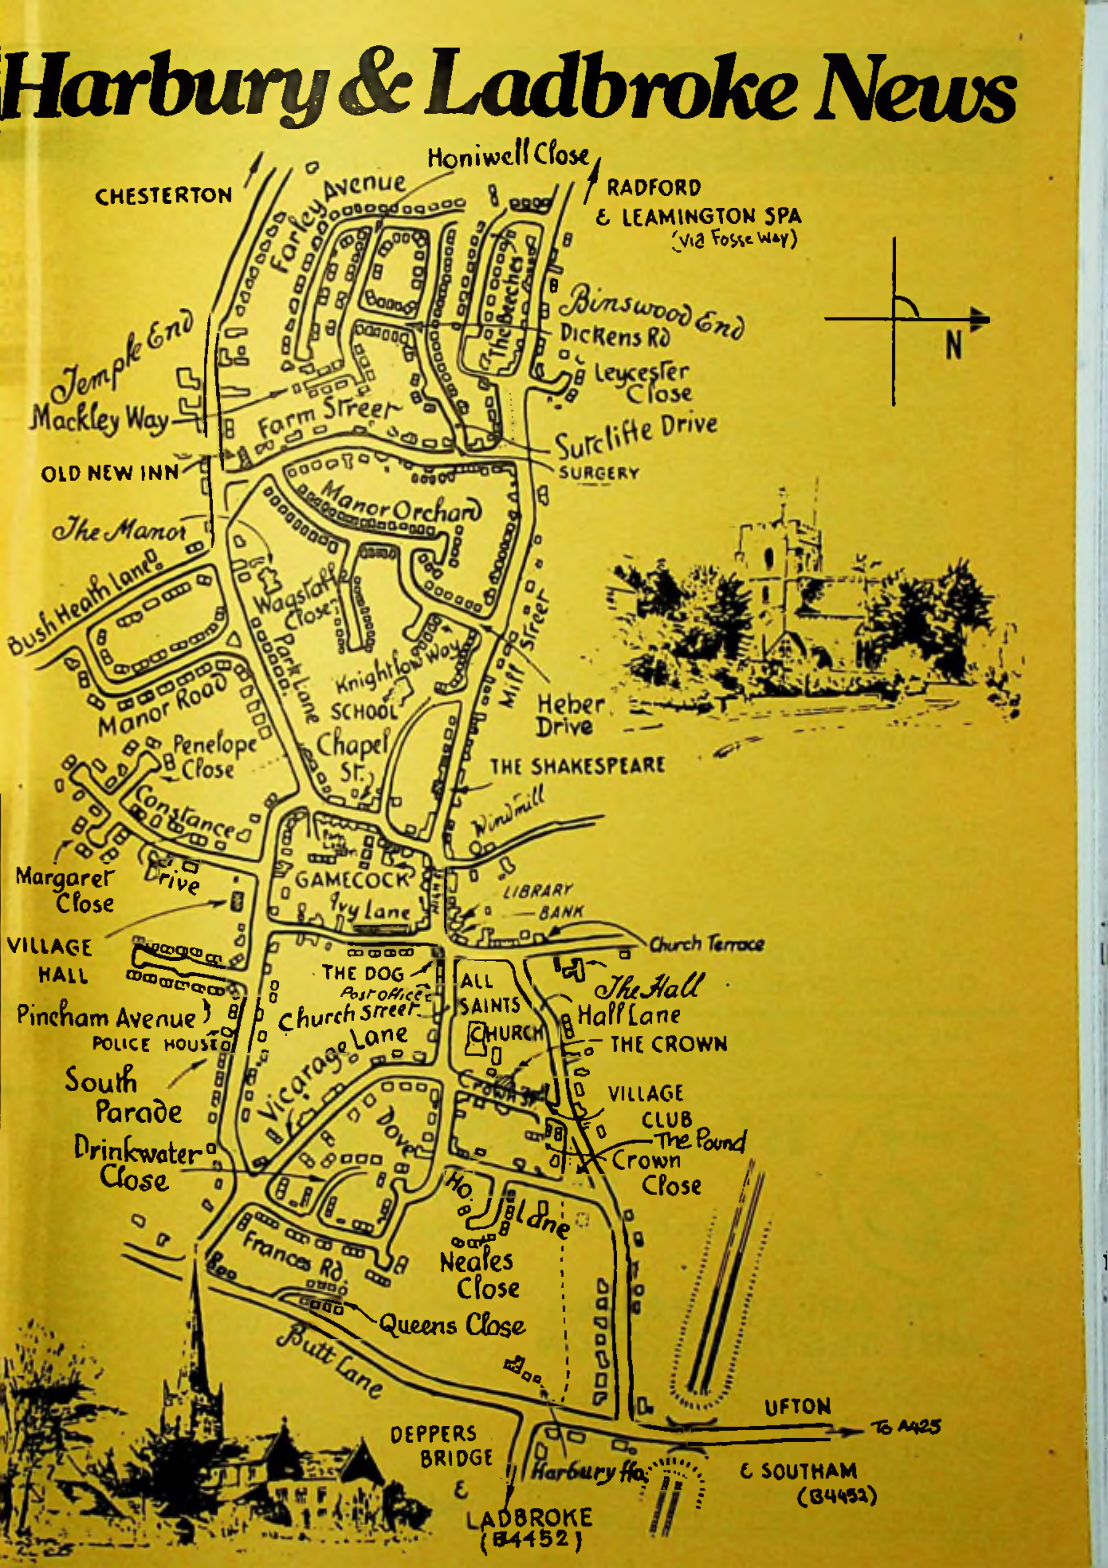 Harbury & Ladbroke News
Honiwell Close
CHESTERTON
Farley Avenue
RADFORD
& LEAMINGTON SPA
(via Fosse Way)
The Beeches
Binswood End
N
Temple End
Dickens Rd
Leycester
Close
Mackley Way
Farm Street
Sutcliffe Drive
OLD NEW INN
SURGERY
Manor Orchard
The Manor
Bush Heath Lane
Wagstaff
Close
Park Lane
Mill Street
Knightlow Way
Manor Road
SCHOOL
Heber
Drive
Penelope
Close
Chapel
St.
THE SHAKESPEARE
Constance
Drive
Windmill
Margaret
Close
GAMECOCK
Ivy Lane
LIBRARY
BANK
VILLAGE
HALL
Church Terrace
THE DOG
Post office
ALL
SAINTS
CHURCH
The Hall
Pincham Avenue
Church Street
Hall Lane
POLICE HOUSE
THE CROWN
Vicarage Lane
South
Parade
Crown
VILLAGE
CLUB
Dovehouse
Drinkwater
Close
The Pound
Crown
Close
Ho.
Lane
Frances Rd.
Neales
Close
Queens Close
Butt Lane
UFTON
To A425
DEPPERS
BRIDGE
&
LADBROKE
(B4452)
Harbury Ho.
& SOUTHAM
(B4452)